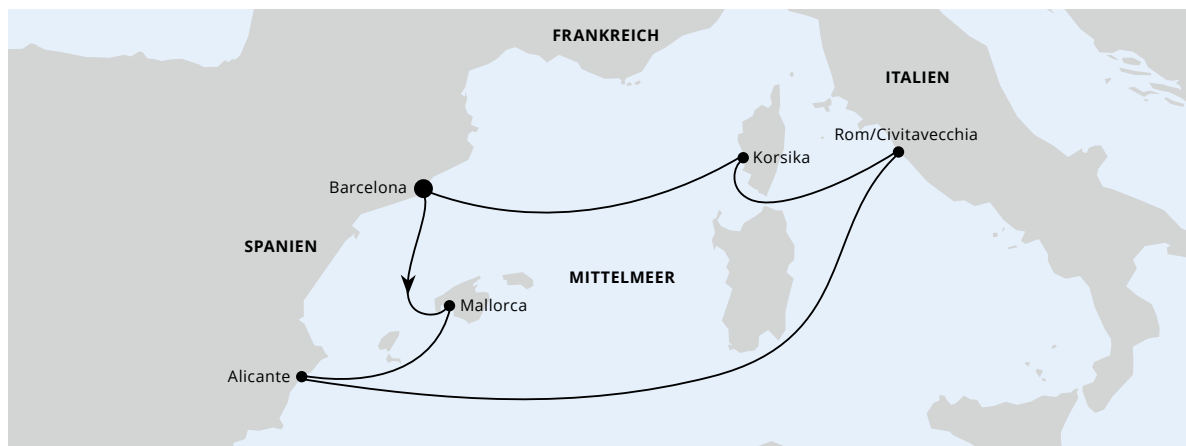 FRANKREICH
ITALIEN
Rom/Civitavecchia
Korsika
Barcelona
SPANIEN
MITTELMEER
Mallorca
Alicante